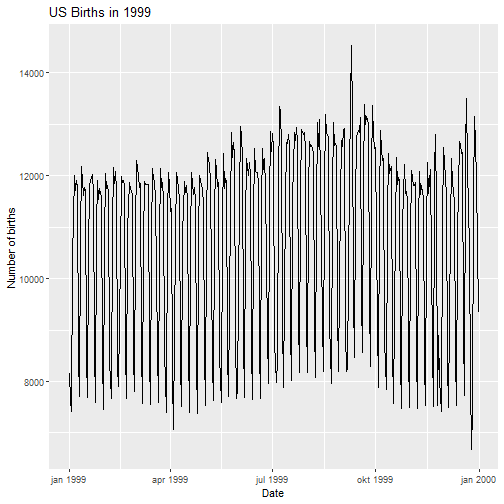 US Births in 1999
14000
12000
10000
8000
Number of births
jan 1999
apr 1999
jul 1999
okt 1999
jan 2000
Date